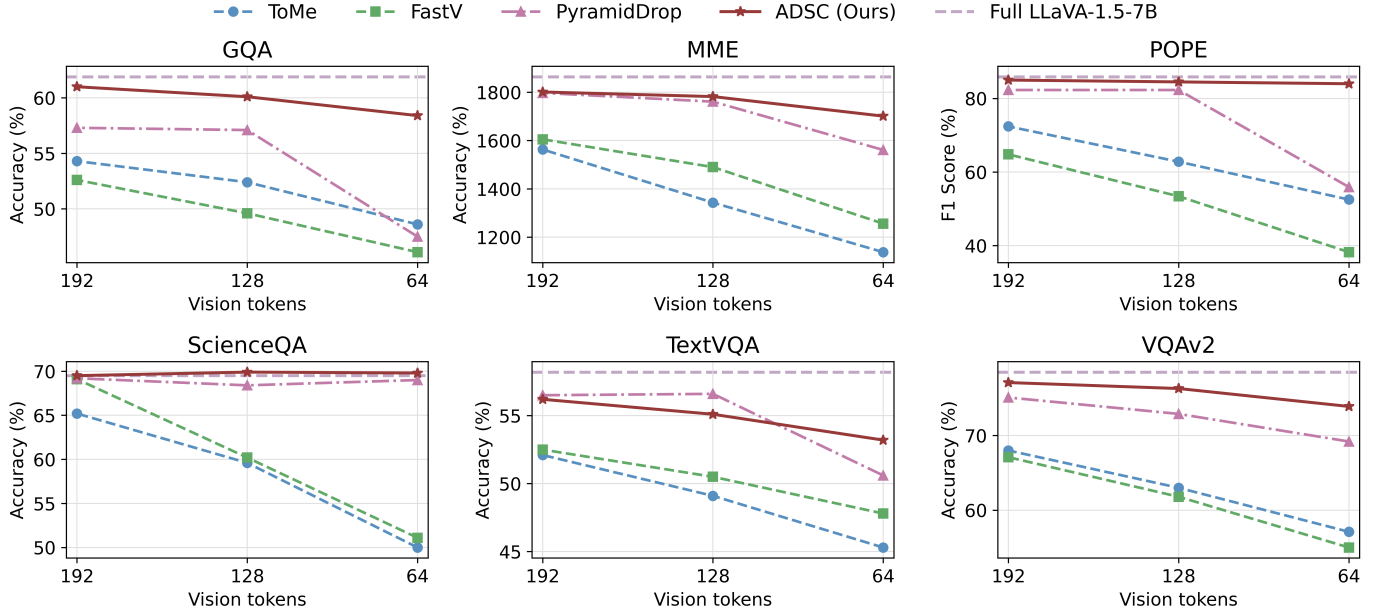 ToMe FastV PyramidDrop ADSC (Ours) Full LLaVA-1.5-7B
GQA
Accuracy (%)
60
55
50
192 128 64
Vision tokens
MME
Accuracy (%)
1800
1600
1400
1200
192 128 64
Vision tokens
POPE
F1 Score (%)
80
60
40
192 128 64
Vision tokens
ScienceQA
Accuracy (%)
70
65
60
55
50
192 128 64
Vision tokens
TextVQA
Accuracy (%)
55
50
45
192 128 64
Vision tokens
VQAv2
Accuracy (%)
70
60
192 128 64
Vision tokens